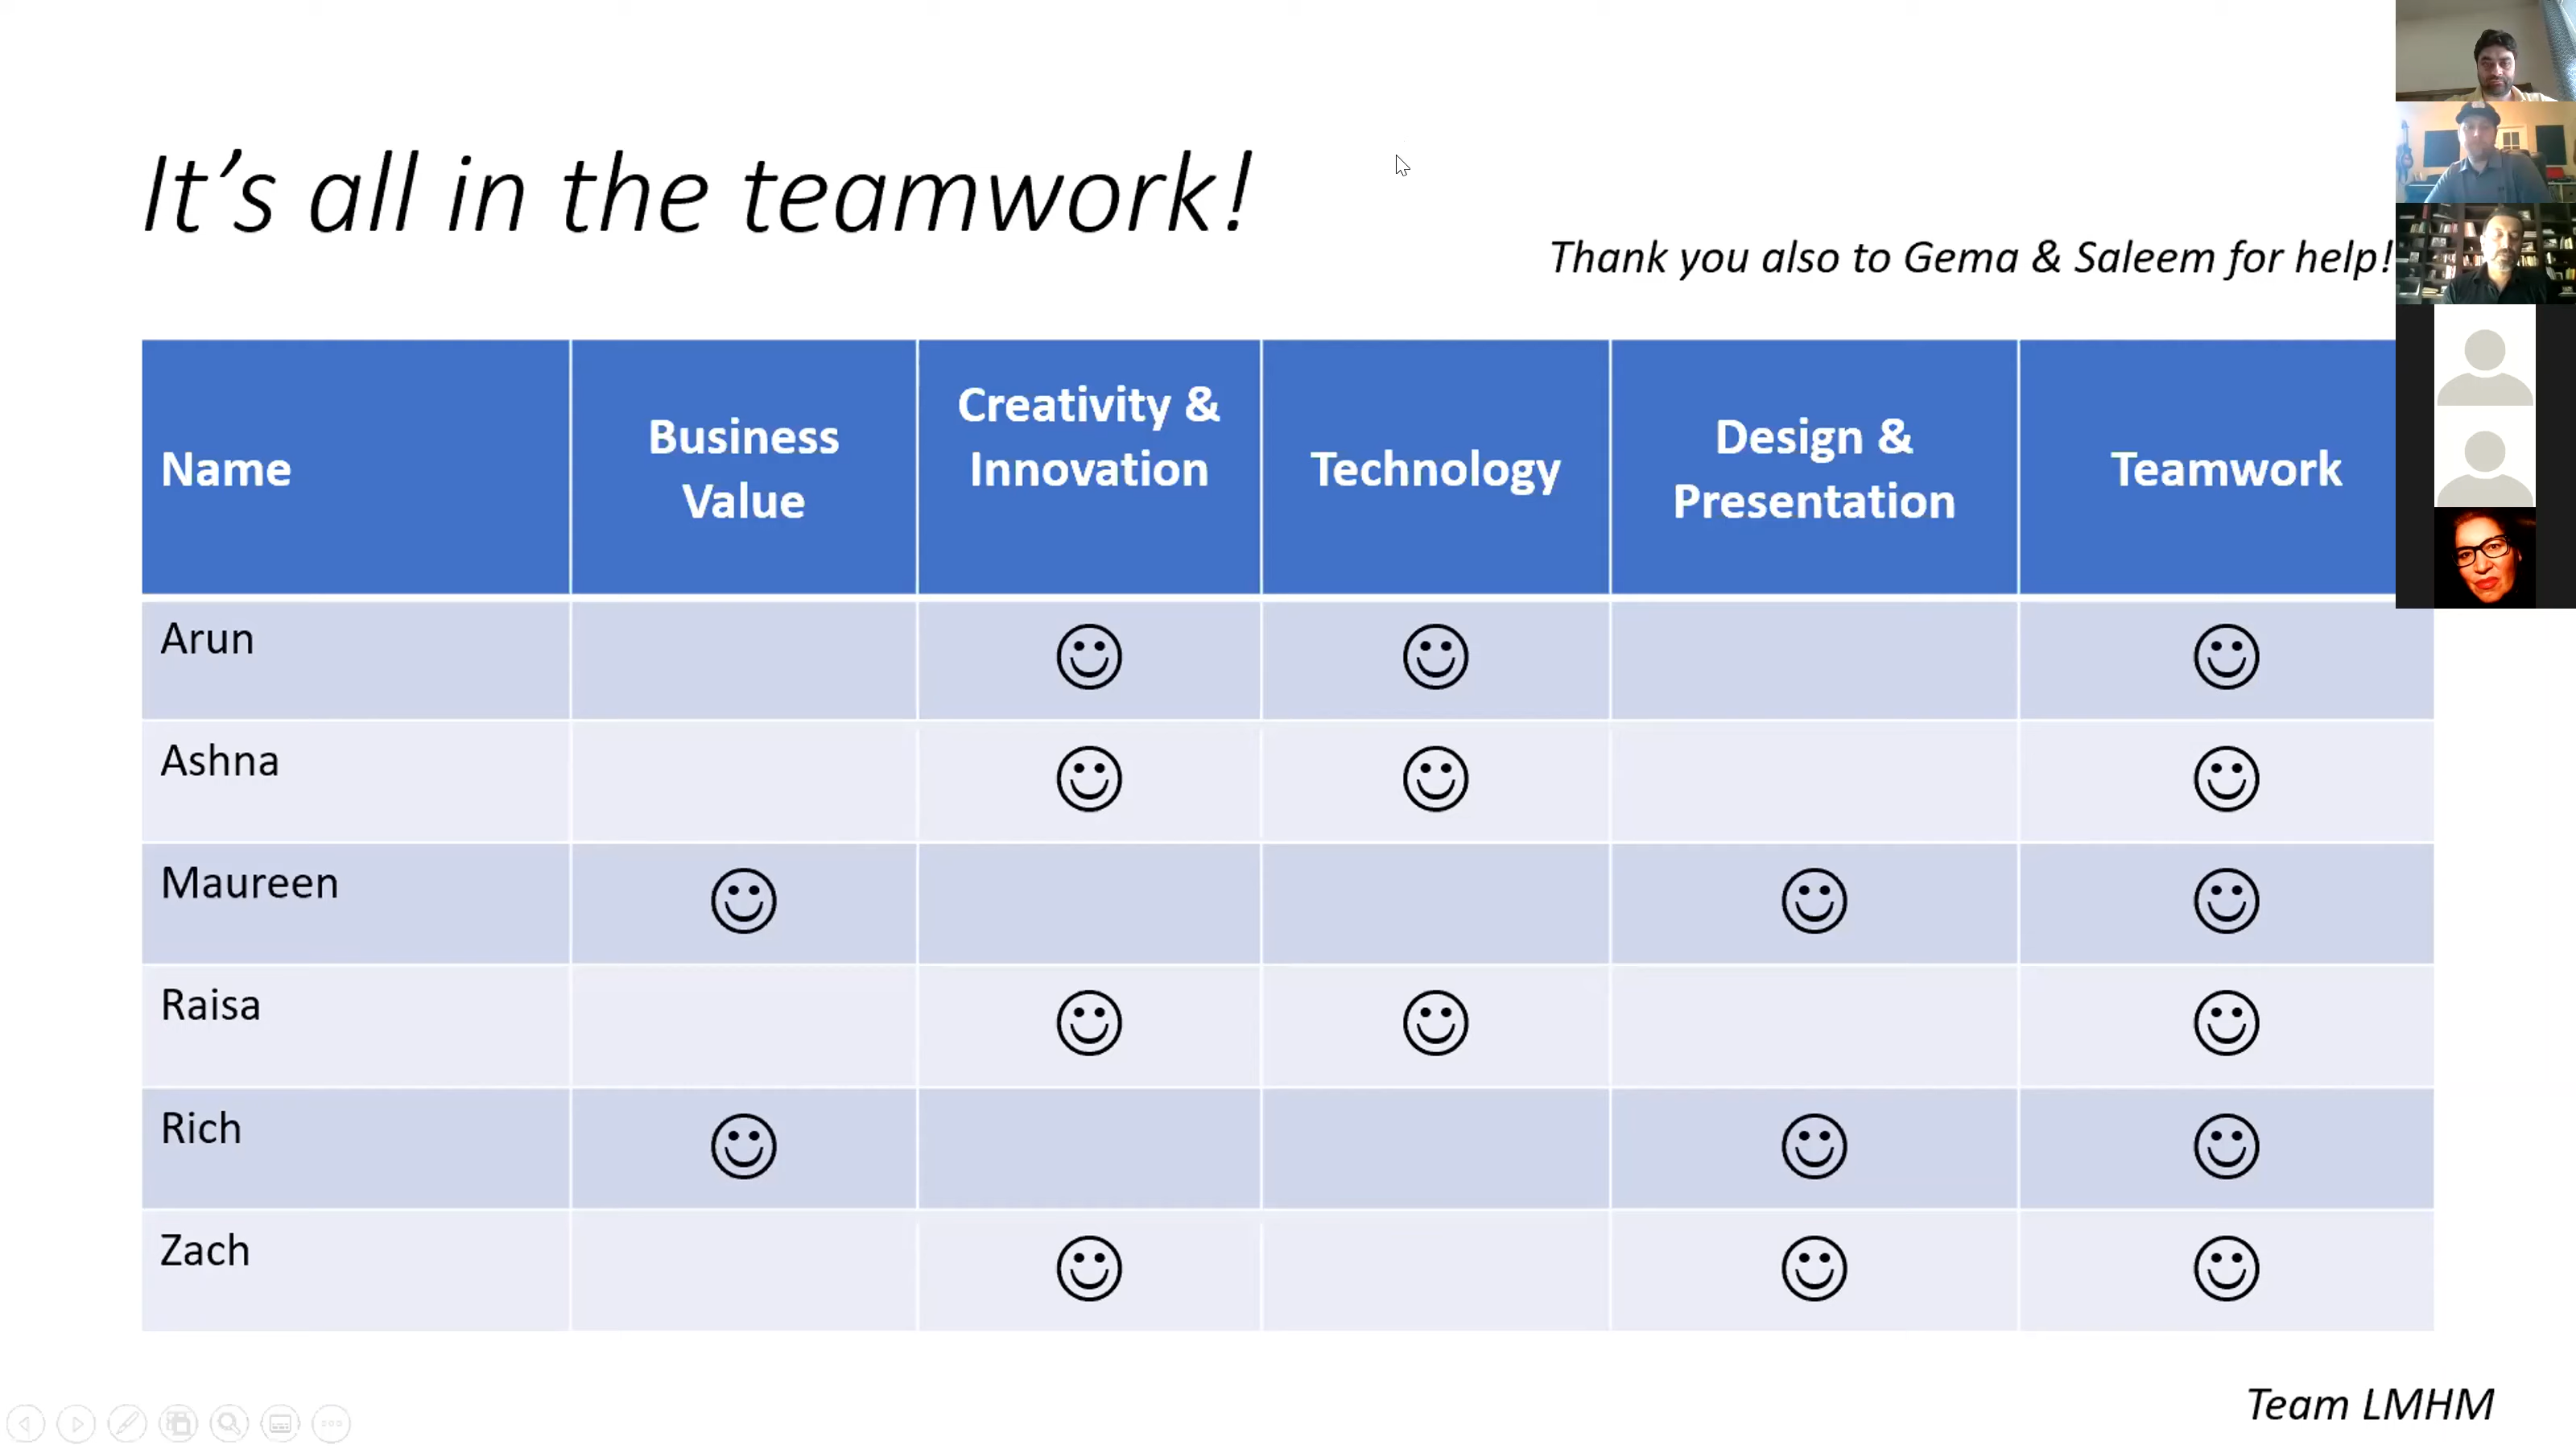 It's all in the teamwork!
Thank you also to Gema & Saleem for help!
Name
Business
Value
Creativity &
Innovation
Technology
Design &
Presentation
Teamwork
Arun
Ashna
Maureen
Raisa
Rich
Zach
Team LMHM